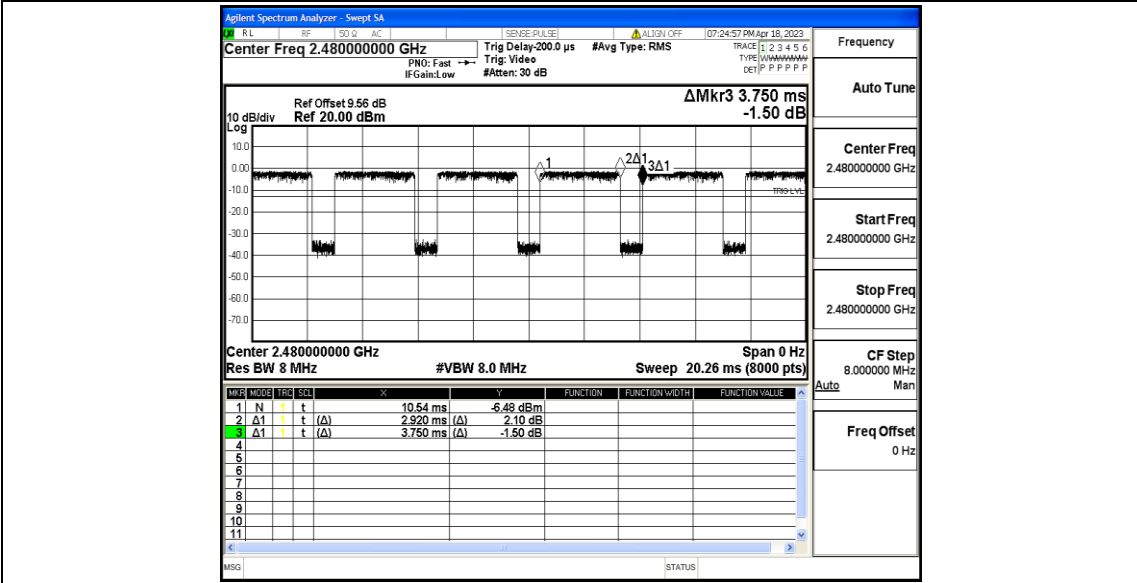 Agilent Spectrum Analyzer - Swept SA
RL RF 50 Ω AC SENSE:PULSE ALIGN OFF 07:24:57 PM Apr 18, 2023
Center Freq 2.480000000 GHz
PNO: Fast
IFGain:Low
Trig Delay-200.0 µs
Trig: Video
#Atten: 30 dB
#Avg Type: RMS
TRACE 1 2 3 4 5 6
TYPE
DET P P P P P P
Ref Offset 9.56 dB
10 dB/div Ref 20.00 dBm
Log
ΔMkr3 3.750 ms
-1.50 dB
10.0
0.00
-10.0
-20.0
-30.0
-40.0
-50.0
-60.0
-70.0
1
2Δ1
3Δ1
TRIG LVL
Center 2.480000000 GHz Span 0 Hz
Res BW 8 MHz #VBW 8.0 MHz Sweep 20.26 ms (8000 pts)
MKR MODE TRC SCL X Y FUNCTION FUNCTION WIDTH FUNCTION VALUE
1 N 1 t 10.54 ms -6.48 dBm
2 Δ1 1 t (Δ) 2.920 ms (Δ) 2.10 dB
3 Δ1 1 t (Δ) 3.750 ms (Δ) -1.50 dB
4
5
6
7
8
9
10
11
MSG STATUS
Frequency
Auto Tune
Center Freq
2.480000000 GHz
Start Freq
2.480000000 GHz
Stop Freq
2.480000000 GHz
CF Step
8.000000 MHz
Auto Man
Freq Offset
0 Hz